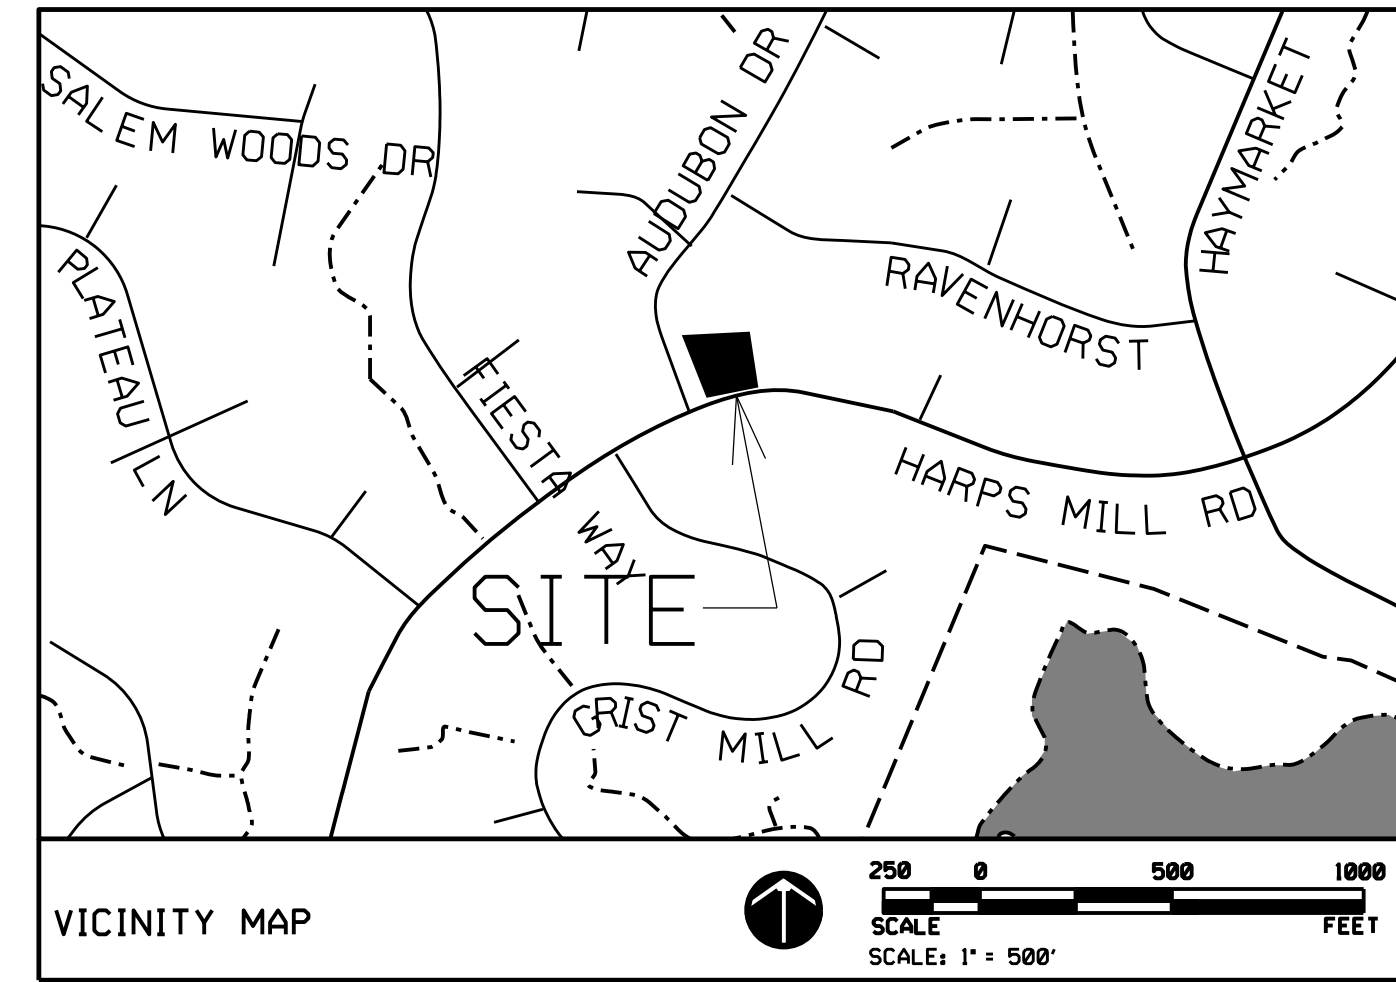 SALEM WOODS DR
AUDUBON DR
HAYMARKET
PLATEAU LN
RAVENHORST
FIESTA WAY
HARPS MILL RD
SITE
GRIST MILL RD
VICINITY MAP
250 0 500 1000
SCALE FEET
SCALE: 1" = 500'